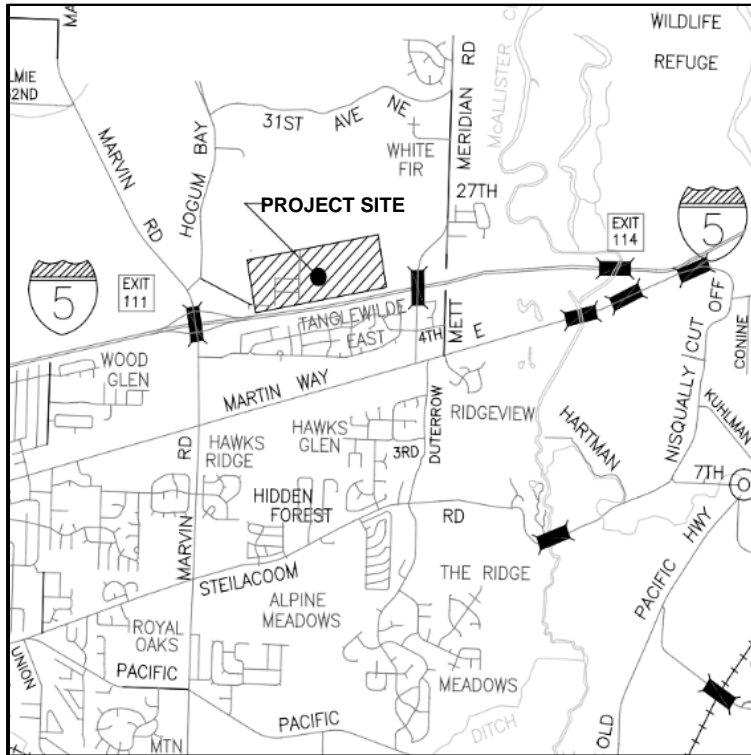 MA
WILDLIFE
REFUGE
LMIE
2ND
MARVIN
RD
HOGUM BAY
31ST AVE NE
WHITE
FIR
MERIDIAN RD
McALLISTER C
27TH
PROJECT SITE
EXIT
114
5
EXIT
111
5
TANGLEWILDE
EAST
4TH
METT
E
WOOD
GLEN
MARTIN WAY
NISQUALLY CUT OFF
CONINE
KUHLMAN
RIDGEVIEW
DUTERROW
HARTMAN
HAWKS
RIDGE
HAWKS
GLEN
3RD
7TH
MARVIN RD
HIDDEN
FOREST
STEILACOOM
RD
PACIFIC HWY
OLD
THE RIDGE
ALPINE
MEADOWS
ROYAL
OAKS
UNION
PACIFIC
MEADOWS
PACIFIC
DITCH
MTN